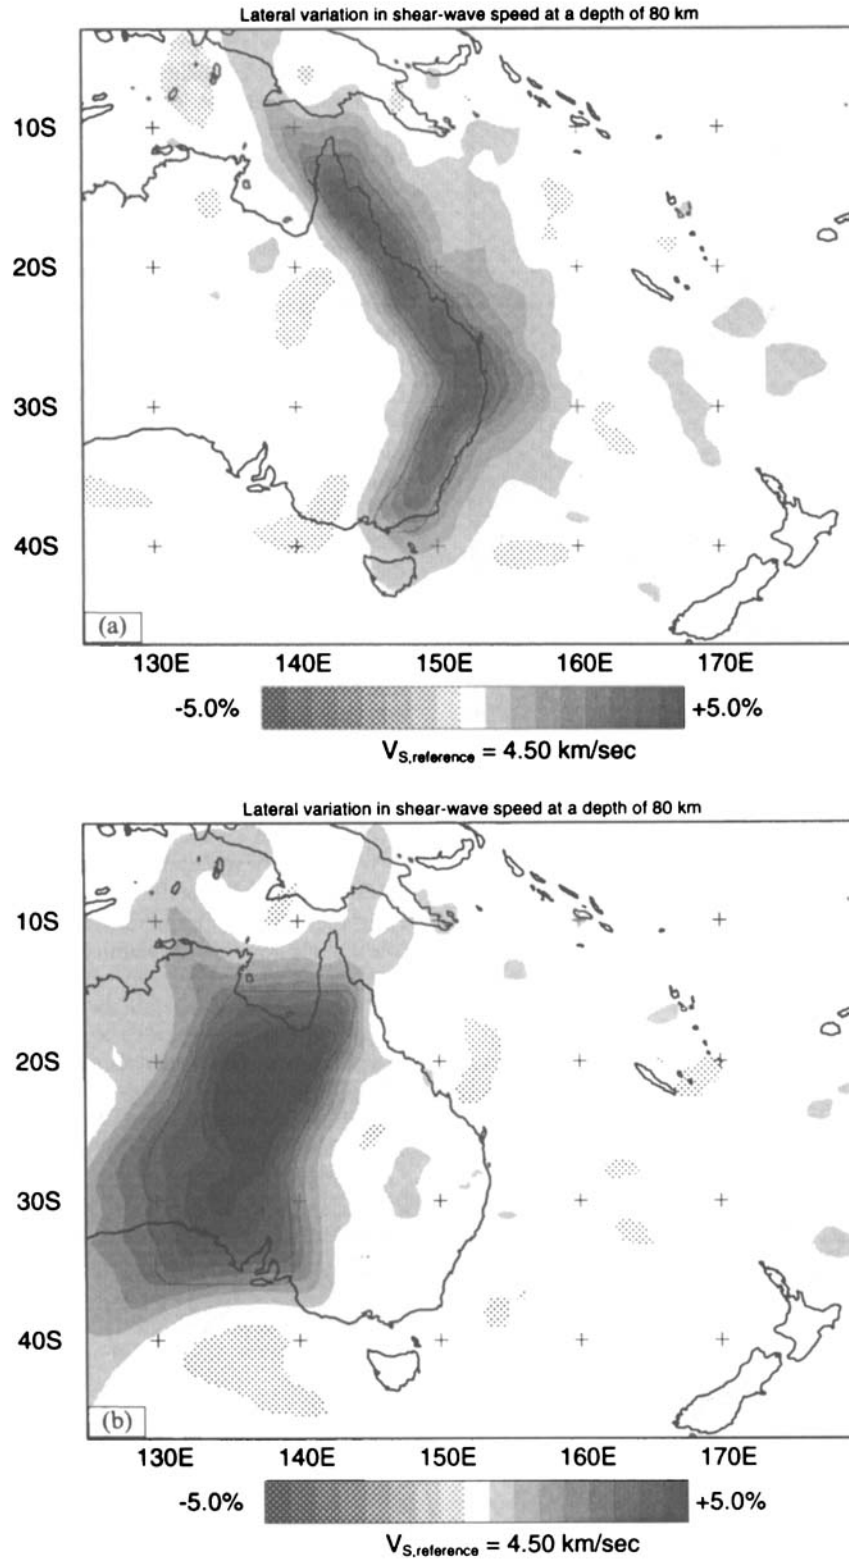 Lateral variation in shear-wave speed at a depth of 80 km
10S
20S
30S
40S
(a)
130E 140E 150E 160E 170E
-5.0% +5.0%
VS,reference = 4.50 km/sec
Lateral variation in shear-wave speed at a depth of 80 km
10S
20S
30S
40S
(b)
130E 140E 150E 160E 170E
-5.0% +5.0%
VS,reference = 4.50 km/sec